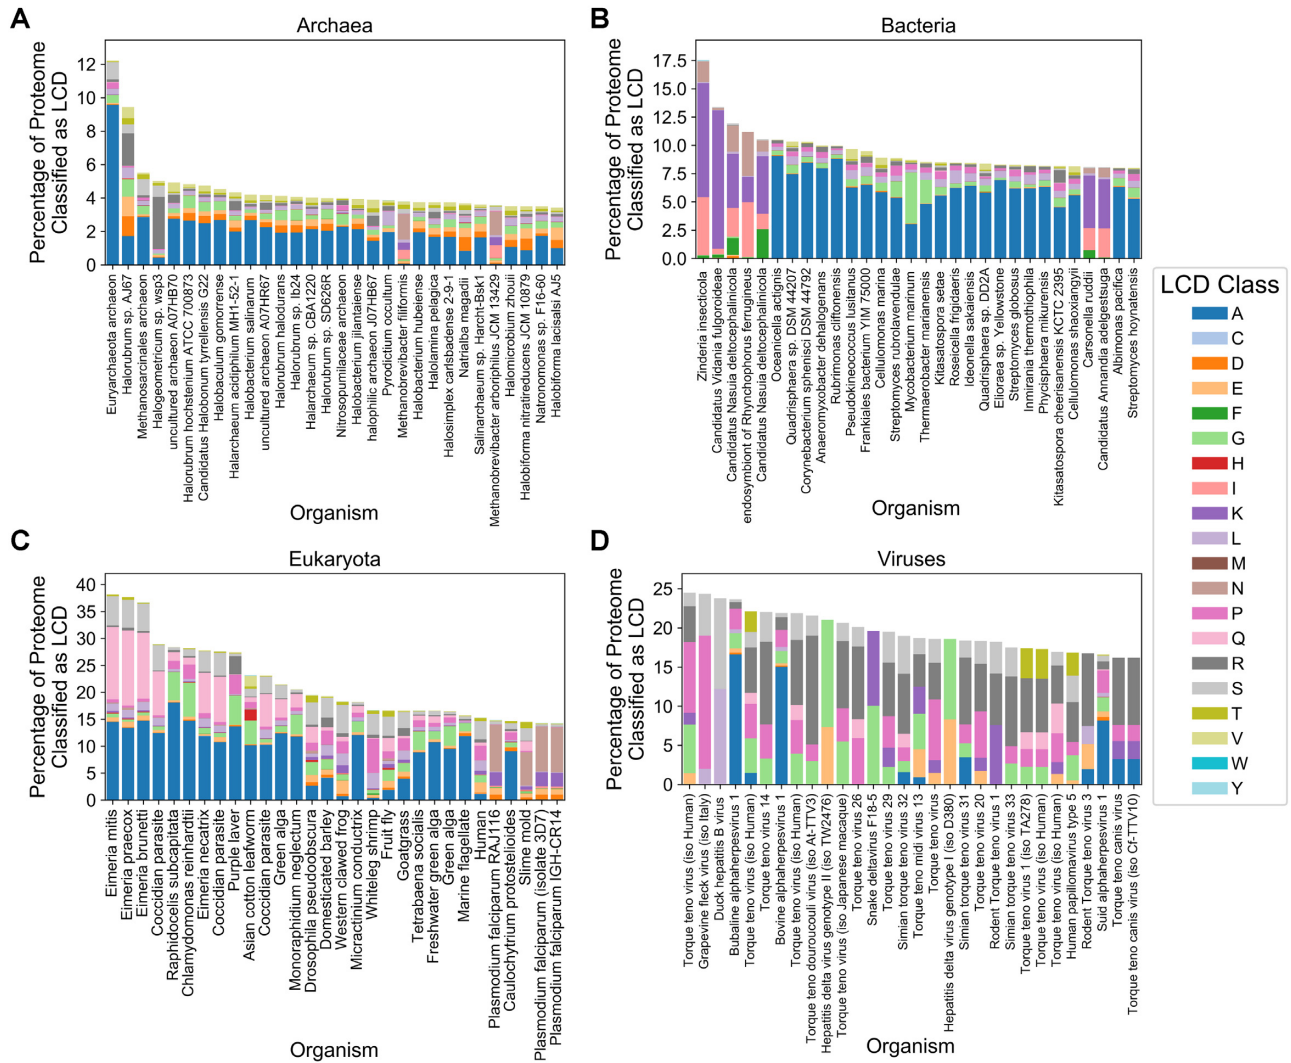 A
Archaea
Percentage of Proteome
Classified as LCD
12
10
8
6
4
2
0
Euryarchaeota archaeon
Halorubrum sp. AJ67
Methanosarcinales archaeon
Halogeometricum sp. wsp3
uncultured archaeon A07HB70
Halorubrum hochstenium ATCC 700873
Candidatus Halobonum tyrrellensis G22
Halobaculum gomorrense
Halarchaeum acidiphilum MH1-52-1
Halobacterium salinarum
uncultured archaeon A07HR67
Halorubrum halodurans
Halorubrum sp. Ib24
Halarchaeum sp. CBA1220
Halorubrum sp. SD626R
Nitrosopumilaceae archaeon
Halobacterium jilantaiense
halophilic archaeon J07HB67
Pyrodictium occultum
Methanobrevibacter filiformis
Halobacterium hubeiense
Halolamina pelagica
Halosimplex carlsbadense 2-9-1
Natrialba magadii
Salinarchaeum sp. Harcht-Bsk1
Methanobrevibacter arboriphilus JCM 13429
Halomicrobium zhouii
Halobiforma nitratireducens JCM 10879
Natronomonas sp. F16-60
Halobiforma lacisalsi AJ5
Organism
B
Bacteria
Percentage of Proteome
Classified as LCD
17.5
15.0
12.5
10.0
7.5
5.0
2.5
0.0
Zinderia insecticola
Candidatus Vidania fulgoroideae
Candidatus Nasuia deltocephalinicola
endosymbiont of Rhynchophorus ferrugineus
Candidatus Nasuia deltocephalinicola
Oceanicella actignis
Quadrisphaera sp. DSM 44207
Corynebacterium sphenisci DSM 44792
Anaeromyxobacter dehalogenans
Rubrimonas cliftonensis
Pseudokineococcus lusitanus
Frankiales bacterium YIM 75000
Cellulomonas marina
Streptomyces rubrolavendulae
Mycobacterium marinum
Thermaerobacter marianensis
Kitasatospora setae
Roseicella frigidaeris
Ideonella sakaiensis
Quadrisphaera sp. DD2A
Elioraea sp. Yellowstone
Streptomyces globosus
Inmirania thermothiophila
Phycisphaera mikurensis
Kitasatospora cheerisanensis KCTC 2395
Cellulomonas shaoxiangyii
Carsonella ruddii
Candidatus Annandia adelgestsuga
Albimonas pacifica
Streptomyces hoynatensis
Organism
LCD Class
A
C
D
E
F
G
H
I
K
L
M
N
P
Q
R
S
T
V
W
Y
C
Eukaryota
Percentage of Proteome
Classified as LCD
40
35
30
25
20
15
10
5
0
Eimeria mitis
Eimeria praecox
Eimeria brunetti
Coccidian parasite
Raphidocelis subcapitata
Chlamydomonas reinhardtii
Eimeria necatrix
Coccidian parasite
Purple laver
Asian cotton leafworm
Coccidian parasite
Green alga
Monoraphidium neglectum
Drosophila pseudoobscura
Domesticated barley
Western clawed frog
Micractinium conductrix
Whiteleg shrimp
Fruit fly
Goatgrass
Tetrabaena socialis
Freshwater green alga
Green alga
Marine flagellate
Human
Plasmodium falciparum RAJ116
Caulochytrium protostelioides
Slime mold
Plasmodium falciparum (isolate 3D7)
Plasmodium falciparum IGH-CR14
Organism
D
Viruses
Percentage of Proteome
Classified as LCD
25
20
15
10
5
0
Torque teno virus (iso Human)
Grapevine fleck virus (iso Italy)
Duck hepatitis B virus
Bubaline alphaherpesvirus 1
Torque teno virus (iso Human)
Torque teno virus 14
Bovine alphaherpesvirus 1
Torque teno virus (iso Human)
Torque teno douroucouli virus (iso At-TTV3)
Hepatitis delta virus genotype II (iso TW2476)
Torque teno virus (iso Japanese macaque)
Torque teno virus 26
Snake deltavirus F18-5
Torque teno virus 29
Simian torque teno virus 32
Torque teno midi virus 13
Torque teno virus
Hepatitis delta virus genotype I (iso D380)
Simian torque teno virus 31
Torque teno virus 20
Rodent Torque teno virus 1
Simian torque teno virus 33
Torque teno virus 1 (iso TA278)
Torque teno virus (iso Human)
Torque teno virus (iso Human)
Human papillomavirus type 5
Rodent Torque teno virus 3
Suid alphaherpesvirus 1
Torque teno canis virus
Torque teno canis virus (iso Cf-TTV10)
Organism